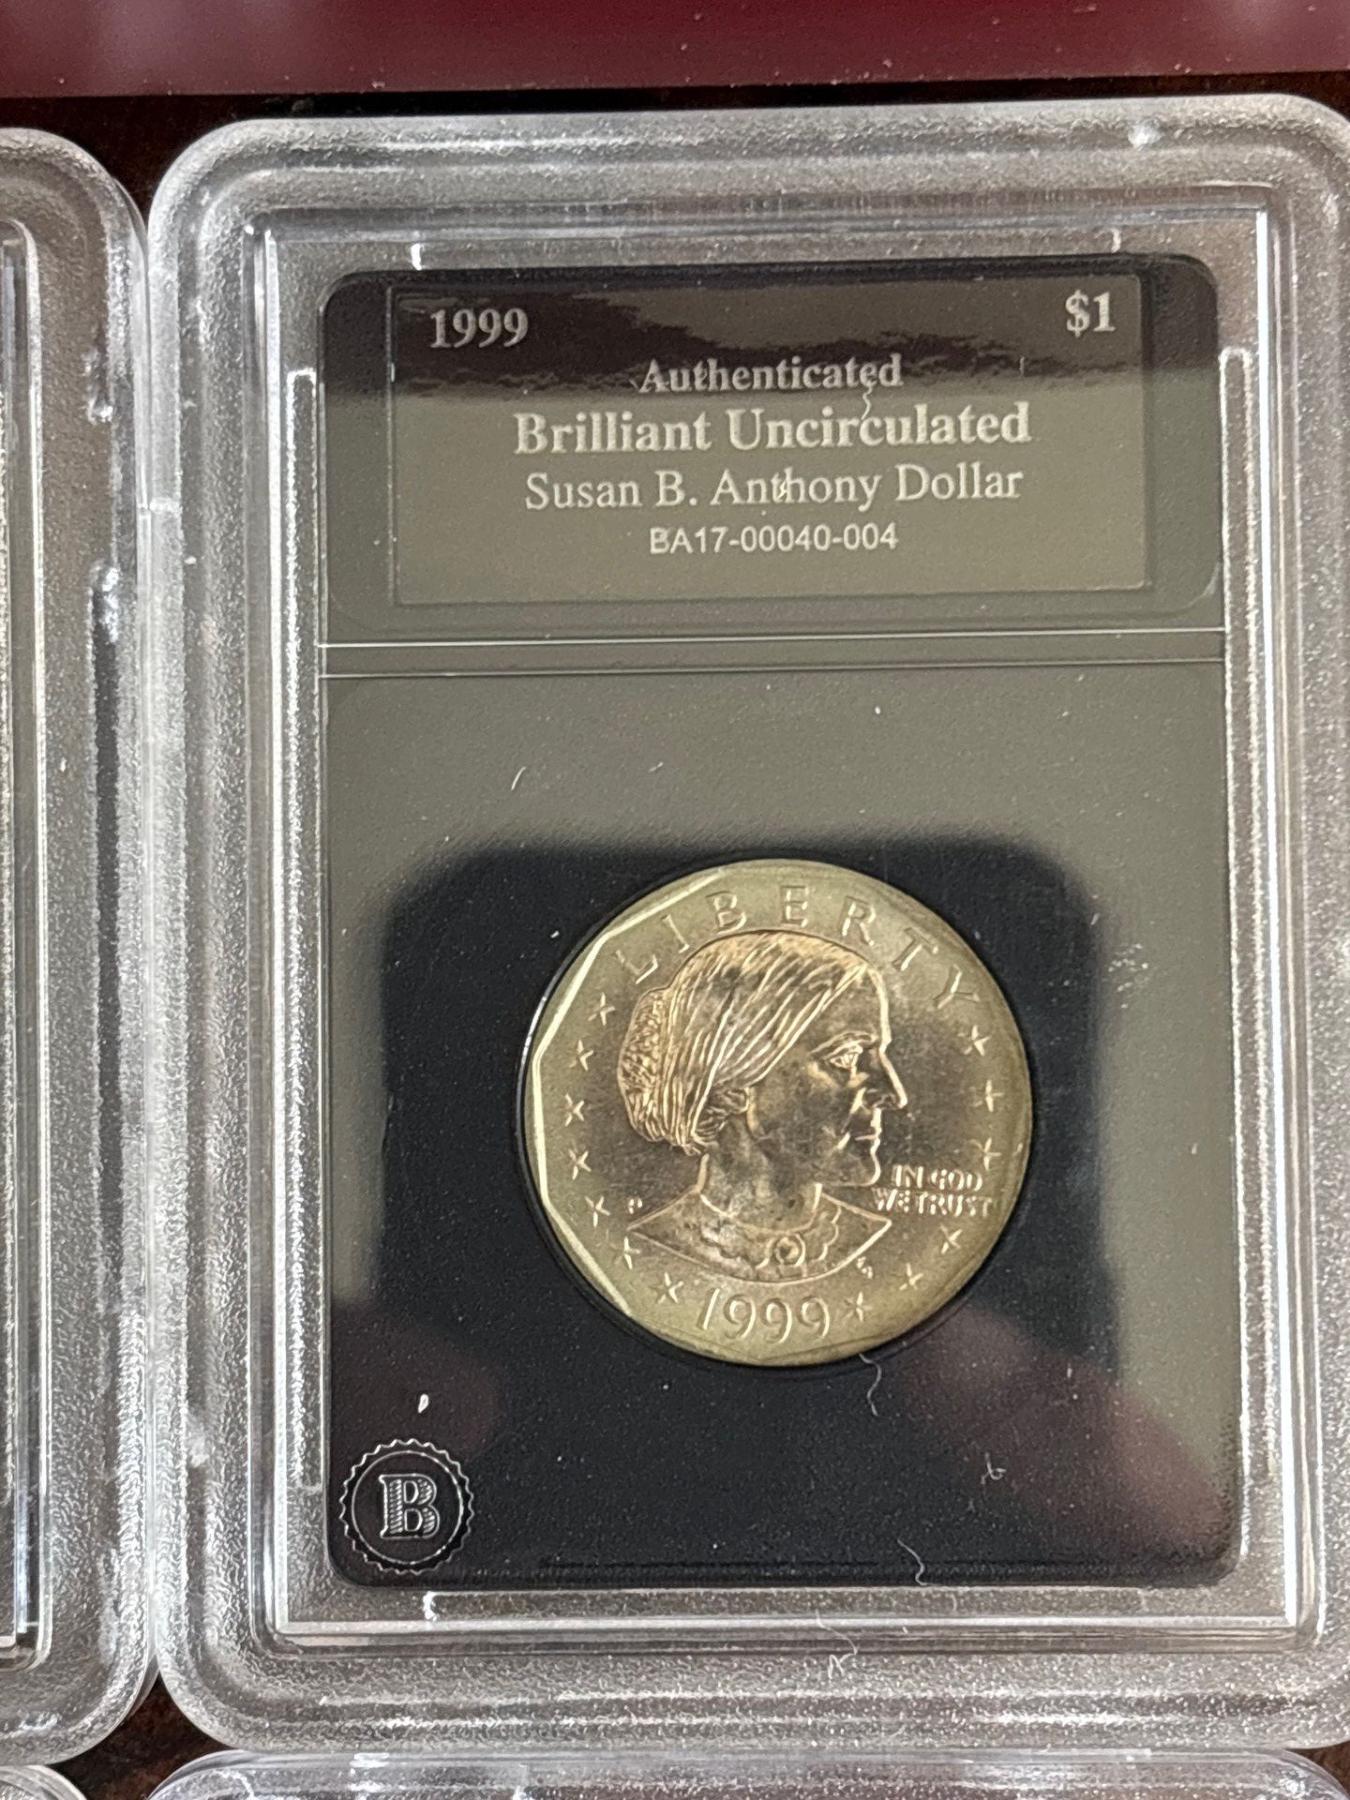 1999 $1
Authenticated
Brilliant Uncirculated
Susan B. Anthony Dollar
BA17-00040-004
LIBERTY
IN GOD
WE TRUST
P
1999
B